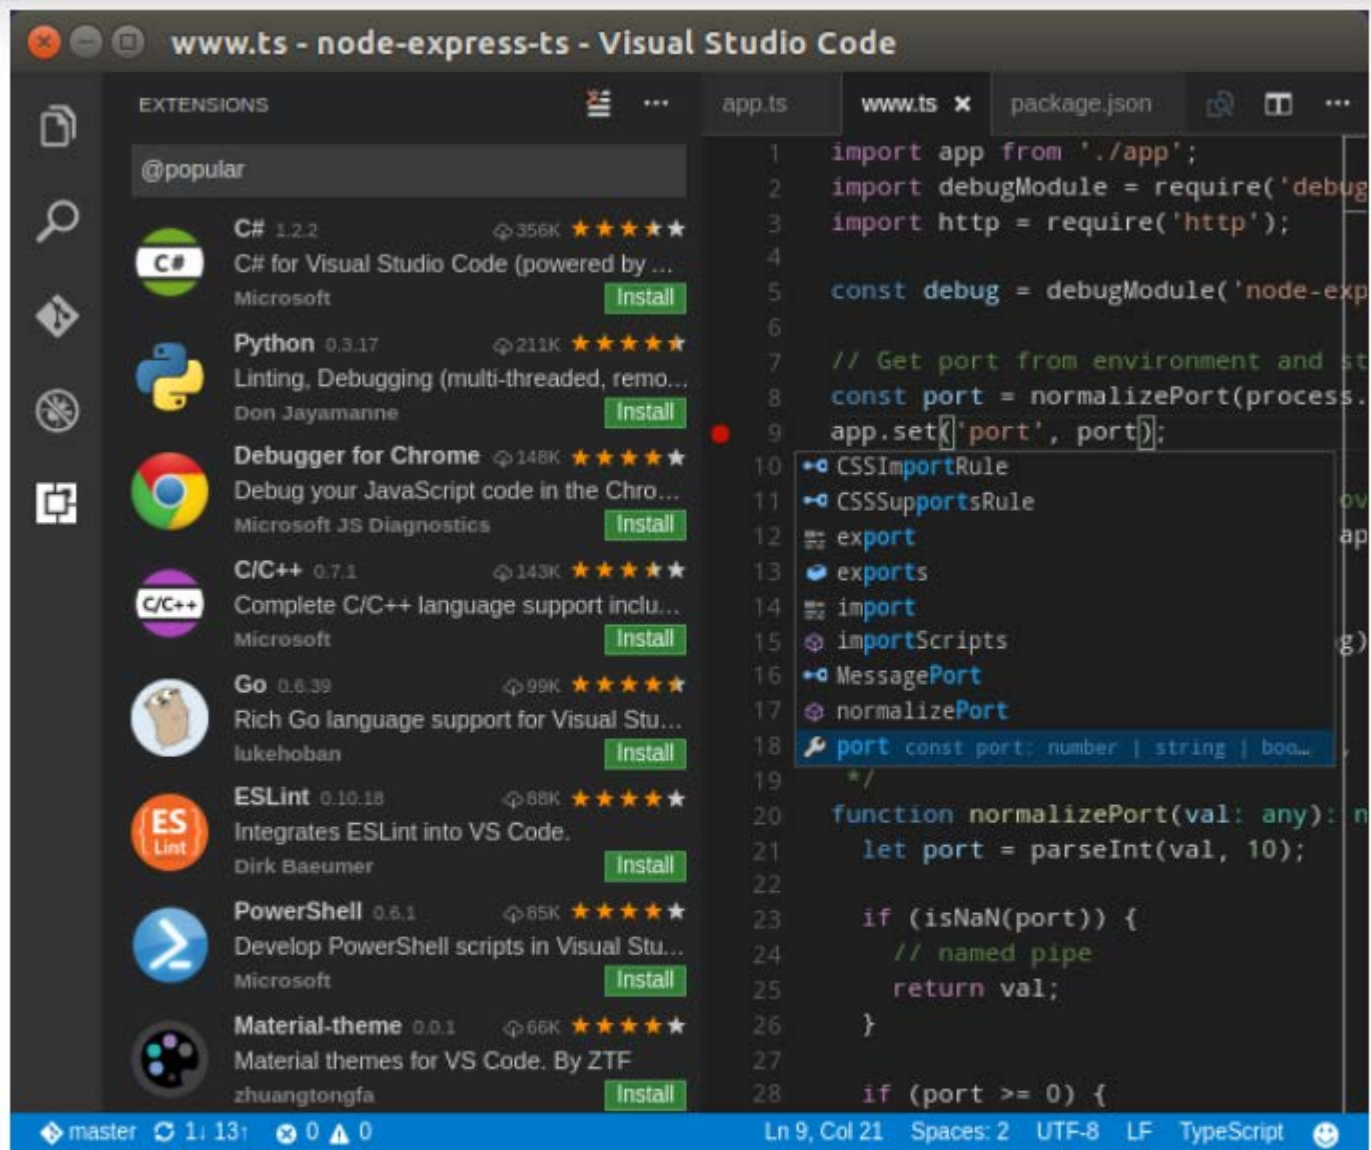 www.ts - node-express-ts - Visual Studio Code
EXTENSIONS
@popular
C# 1.2.2 356K
C# for Visual Studio Code (powered by ...
Microsoft Install
Python 0.3.17 211K
Linting, Debugging (multi-threaded, remo...
Don Jayamanne Install
Debugger for Chrome 148K
Debug your JavaScript code in the Chro...
Microsoft JS Diagnostics Install
C/C++ 0.7.1 143K
Complete C/C++ language support inclu...
Microsoft Install
Go 0.6.39 99K
Rich Go language support for Visual Stu...
lukehoban Install
ESLint 0.10.18 88K
Integrates ESLint into VS Code.
Dirk Baeumer Install
PowerShell 0.6.1 85K
Develop PowerShell scripts in Visual Stu...
Microsoft Install
Material-theme 0.0.1 66K
Material themes for VS Code. By ZTF
zhuangtongfa Install
C#
C/C++
ES
Lint
app.ts www.ts package.json ...
1 import app from './app';
2 import debugModule = require('debug
3 import http = require('http');
4
5 const debug = debugModule('node-exp
6
7 // Get port from environment and st
8 const port = normalizePort(process.
9 app.set('port', port);
10 CSSImportRule
11 CSSSupportsRule ov
12 export ap
13 exports
14 import
15 importScripts g)
16 MessagePort
17 normalizePort
18 port const port: number | string | boo...
19 */
20 function normalizePort(val: any): n
21 let port = parseInt(val, 10);
22
23 if (isNaN(port)) {
24 // named pipe
25 return val;
26 }
27
28 if (port >= 0) {
master 1↓ 13↑ 0 0 Ln 9, Col 21 Spaces: 2 UTF-8 LF TypeScript